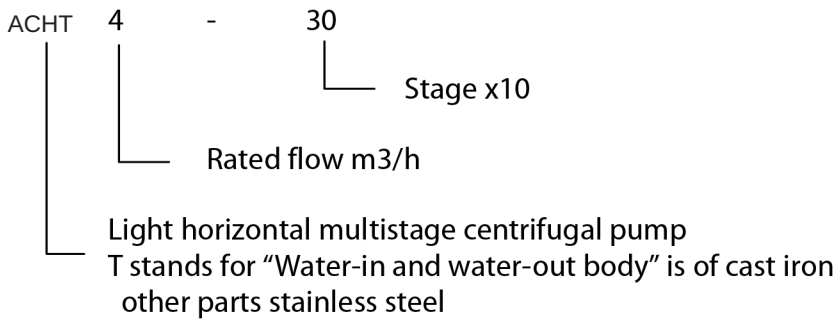 ACHT 4 - 30
Stage x10
Rated flow m3/h
Light horizontal multistage centrifugal pump
T stands for “Water-in and water-out body” is of cast iron
other parts stainless steel